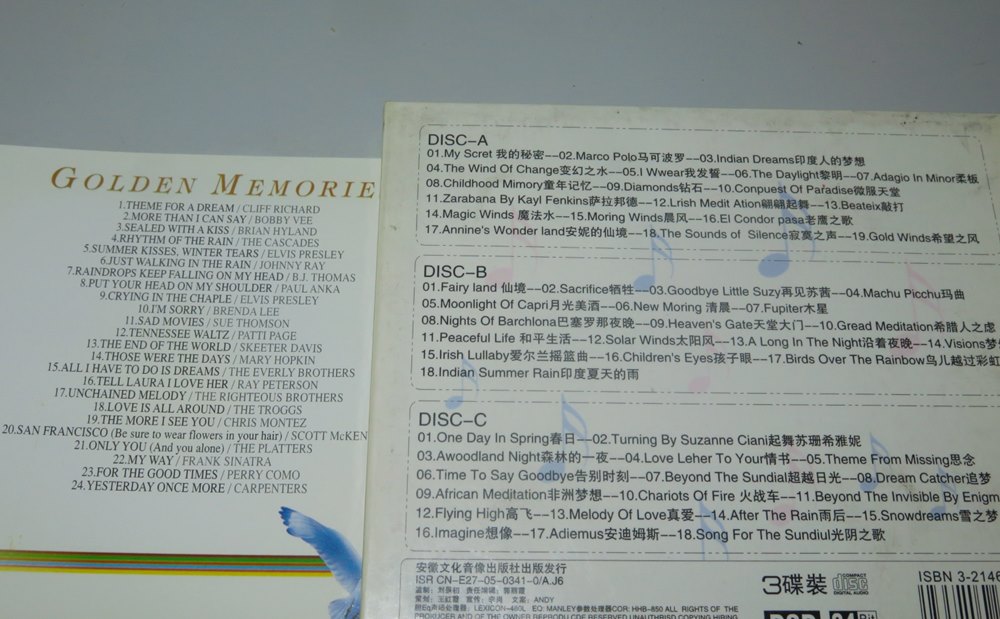 GOLDEN MEMORIE
1.THEME FOR A DREAM / CLIFF RICHARD
2.MORE THAN I CAN SAY / BOBBY VEE
3.SEALED WITH A KISS / BRIAN HYLAND
4.RHYTHM OF THE RAIN / THE CASCADES
5.SUMMER KISSES, WINTER TEARS / ELVIS PRESLEY
6.JUST WALKING IN THE RAIN / JOHNNY RAY
7.RAINDROPS KEEP FALLING ON MY HEAD / B.J. THOMAS
8.PUT YOUR HEAD ON MY SHOULDER / PAUL ANKA
9.CRYING IN THE CHAPLE / ELVIS PRESLEY
10.I'M SORRY / BRENDA LEE
11.SAD MOVIES / SUE THOMSON
12.TENNESSEE WALTZ / PATTI PAGE
13.THE END OF THE WORLD / SKEETER DAVIS
14.THOSE WERE THE DAYS / MARY HOPKIN
15.ALL I HAVE TO DO IS DREAMS / THE EVERLY BROTHERS
16.TELL LAURA I LOVE HER / RAY PETERSON
17.UNCHAINED MELODY / THE RIGHTEOUS BROTHERS
18.LOVE IS ALL AROUND / THE TROGGS
19.THE MORE I SEE YOU / CHRIS MONTEZ
20.SAN FRANCISCO (Be sure to wear flowers in your hair) / SCOTT McKEN
21.ONLY YOU (And you alone) / THE PLATTERS
22.MY WAY / FRANK SINATRA
23.FOR THE GOOD TIMES / PERRY COMO
24.YESTERDAY ONCE MORE / CARPENTERS
DISC-A
01.My Scret 我的秘密--02.Marco Polo马可波罗--03.Indian Dreams印度人的梦想
04.The Wind Of Change变幻之水--05.I Wwear我发誓--06.The Daylight黎明--07.Adagio In Minor柔板
08.Childhood Mimory童年记忆--09.Diamonds钻石--10.Conpuest Of Paradise微服天堂
11.Zarabana By Kayl Fenkins萨拉邦德--12.Lrish Medit Ation翩翩起舞--13.Beateix敲打
14.Magic Winds 魔法水--15.Moring Winds晨风--16.El Condor pasa老鹰之歌
17.Annine's Wonder land安妮的仙境--18.The Sounds of Silence寂寞之声--19.Gold Winds希望之风
DISC-B
01.Fairy land 仙境--02.Sacrifice牺牲--03.Goodbye Little Suzy再见苏茜--04.Machu Picchu玛曲
05.Moonlight Of Capri月光美酒--06.New Moring 清晨--07.Fupiter木星
08.Nights Of Barchlona巴塞罗那夜晚--09.Heaven's Gate天堂大门--10.Gread Meditation希腊人之虑
11.Peaceful Life 和平生活--12.Solar Winds太阳风--13.A Long In The Night沿着夜晚--14.Visions梦
15.Irish Lullaby爱尔兰摇篮曲--16.Children's Eyes孩子眼--17.Birds Over The Rainbow鸟儿越过彩虹
18.Indian Summer Rain印度夏天的雨
DISC-C
01.One Day In Spring春日--02.Turning By Suzanne Ciani起舞苏珊希雅妮
03.Awoodland Night森林的一夜--04.Love Leher To Your情书--05.Theme From Missing思念
06.Time To Say Goodbye告别时刻--07.Beyond The Sundial超越日光--08.Dream Catcher追梦
09.African Meditation非洲梦想--10.Chariots Of Fire 火战车--11.Beyond The Invisible By Enigm
12.Flying High高飞--13.Melody Of Love真爱--14.After The Rain雨后--15.Snowdreams雪之梦
16.Imagine想像--17.Adiemus安迪姆斯--18.Song For The Sundiul光阴之歌
安徽文化音像出版社出版发行
ISR CN-E27-05-0341-0/A.J6
ANDY
LEXICON-480L EQ: MANLEY参数处理器COR: HHB-850 ALL RIGHTS OF THE
PRODUCER AND OF THE OWNER REPRODU CDE RESERVED UNAUTHORISED COPYING HIRING
3碟装
COMPACT disc DIGITAL AUDIO
ISBN 3-2146